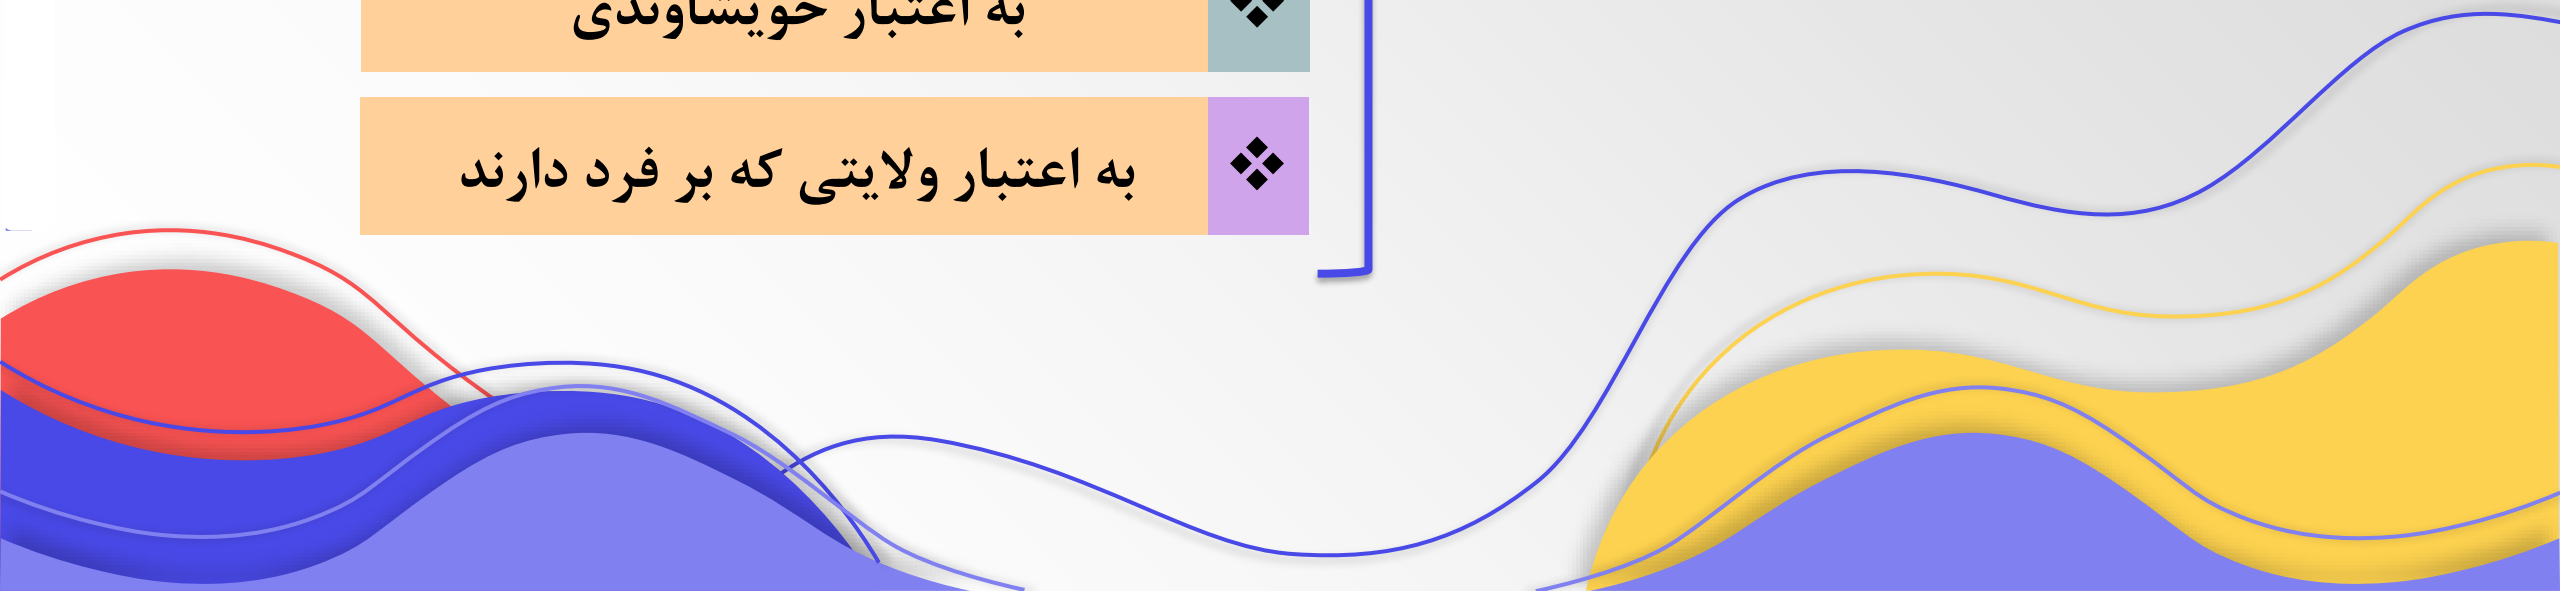 به اعتبار خویشاوندی
به اعتبار ولایتی که بر فرد دارند